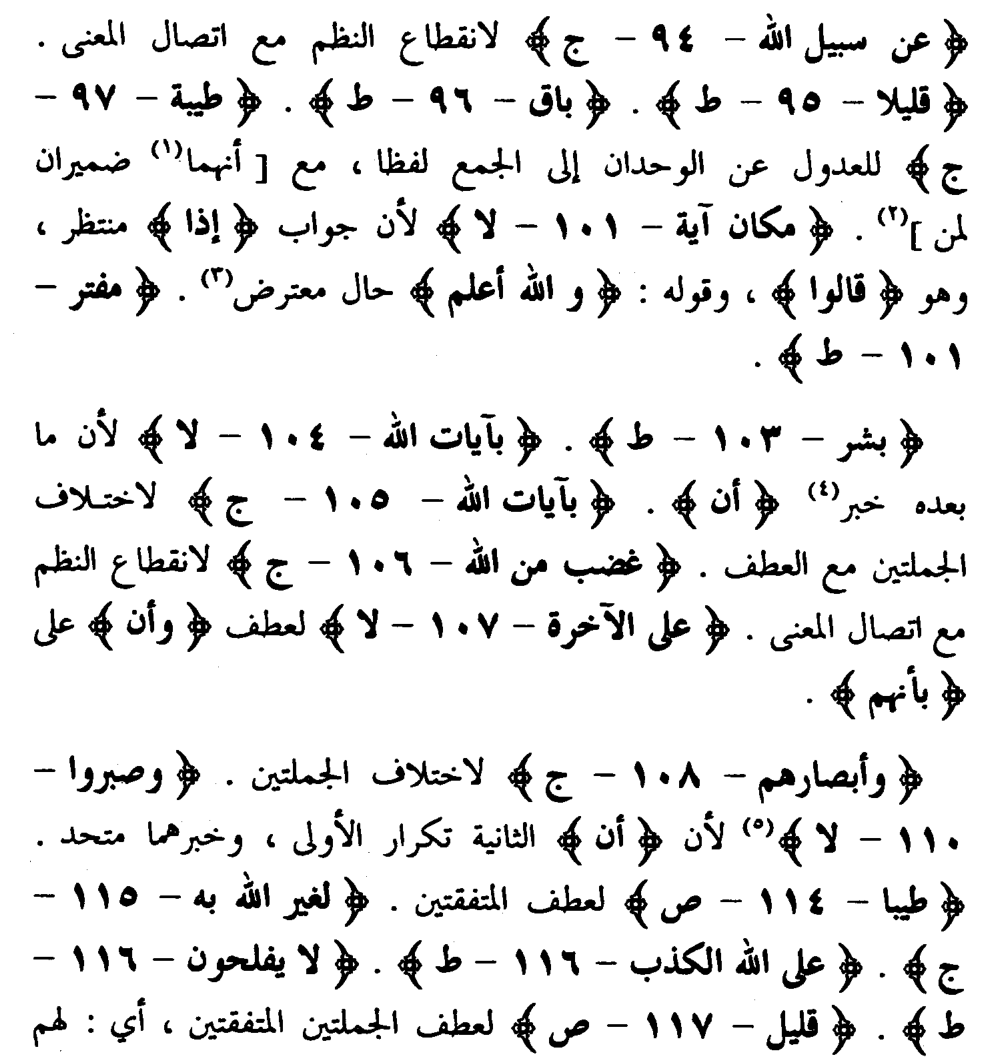 ﴿ عن سبيل الله – ٩٤ – ج ﴾ لانقطاع النظم مع اتصال المعنى .
﴿ قليلا – ٩٥ – ط ﴾ . ﴿ باق – ٩٦ – ط ﴾ . ﴿ طيبة – ٩٧ –
ج ﴾ للعدول عن الوحدان إلى الجمع لفظا ، مع [ أنهما(١) ضميران
لمن ](٢) . ﴿ مكان آية – ١٠١ – لا ﴾ لأن جواب ﴿ إذا ﴾ منتظر ،
وهو ﴿ قالوا ﴾ ، وقوله : ﴿ و الله أعلم ﴾ حال معترض(٣) . ﴿ مفتر –
١٠١ – ط ﴾ .
﴿ بشر – ١٠٣ – ط ﴾ . ﴿ بآيات الله – ١٠٤ – لا ﴾ لأن ما
بعده خبر(٤) ﴿ أن ﴾ . ﴿ بآيات الله – ١٠٥ – ج ﴾ لاختلاف
الجملتين مع العطف . ﴿ غضب من الله – ١٠٦ – ج ﴾ لانقطاع النظم
مع اتصال المعنى . ﴿ على الآخرة – ١٠٧ – لا ﴾ لعطف ﴿ وأن ﴾ على
﴿ بأنهم ﴾ .
﴿ وأبصارهم – ١٠٨ – ج ﴾ لاختلاف الجملتين . ﴿ وصبروا –
١١٠ – لا ﴾(٥) لأن ﴿ أن ﴾ الثانية تكرار الأولى ، وخبرهما متحد .
﴿ طيبا – ١١٤ – ص ﴾ لعطف المتفقتين . ﴿ لغير الله به – ١١٥ –
ج ﴾ . ﴿ على الله الكذب – ١١٦ – ط ﴾ . ﴿ لا يفلحون – ١١٦ –
ط ﴾ . ﴿ قليل – ١١٧ – ص ﴾ لعطف الجملتين المتفقتين ، أي : لهم